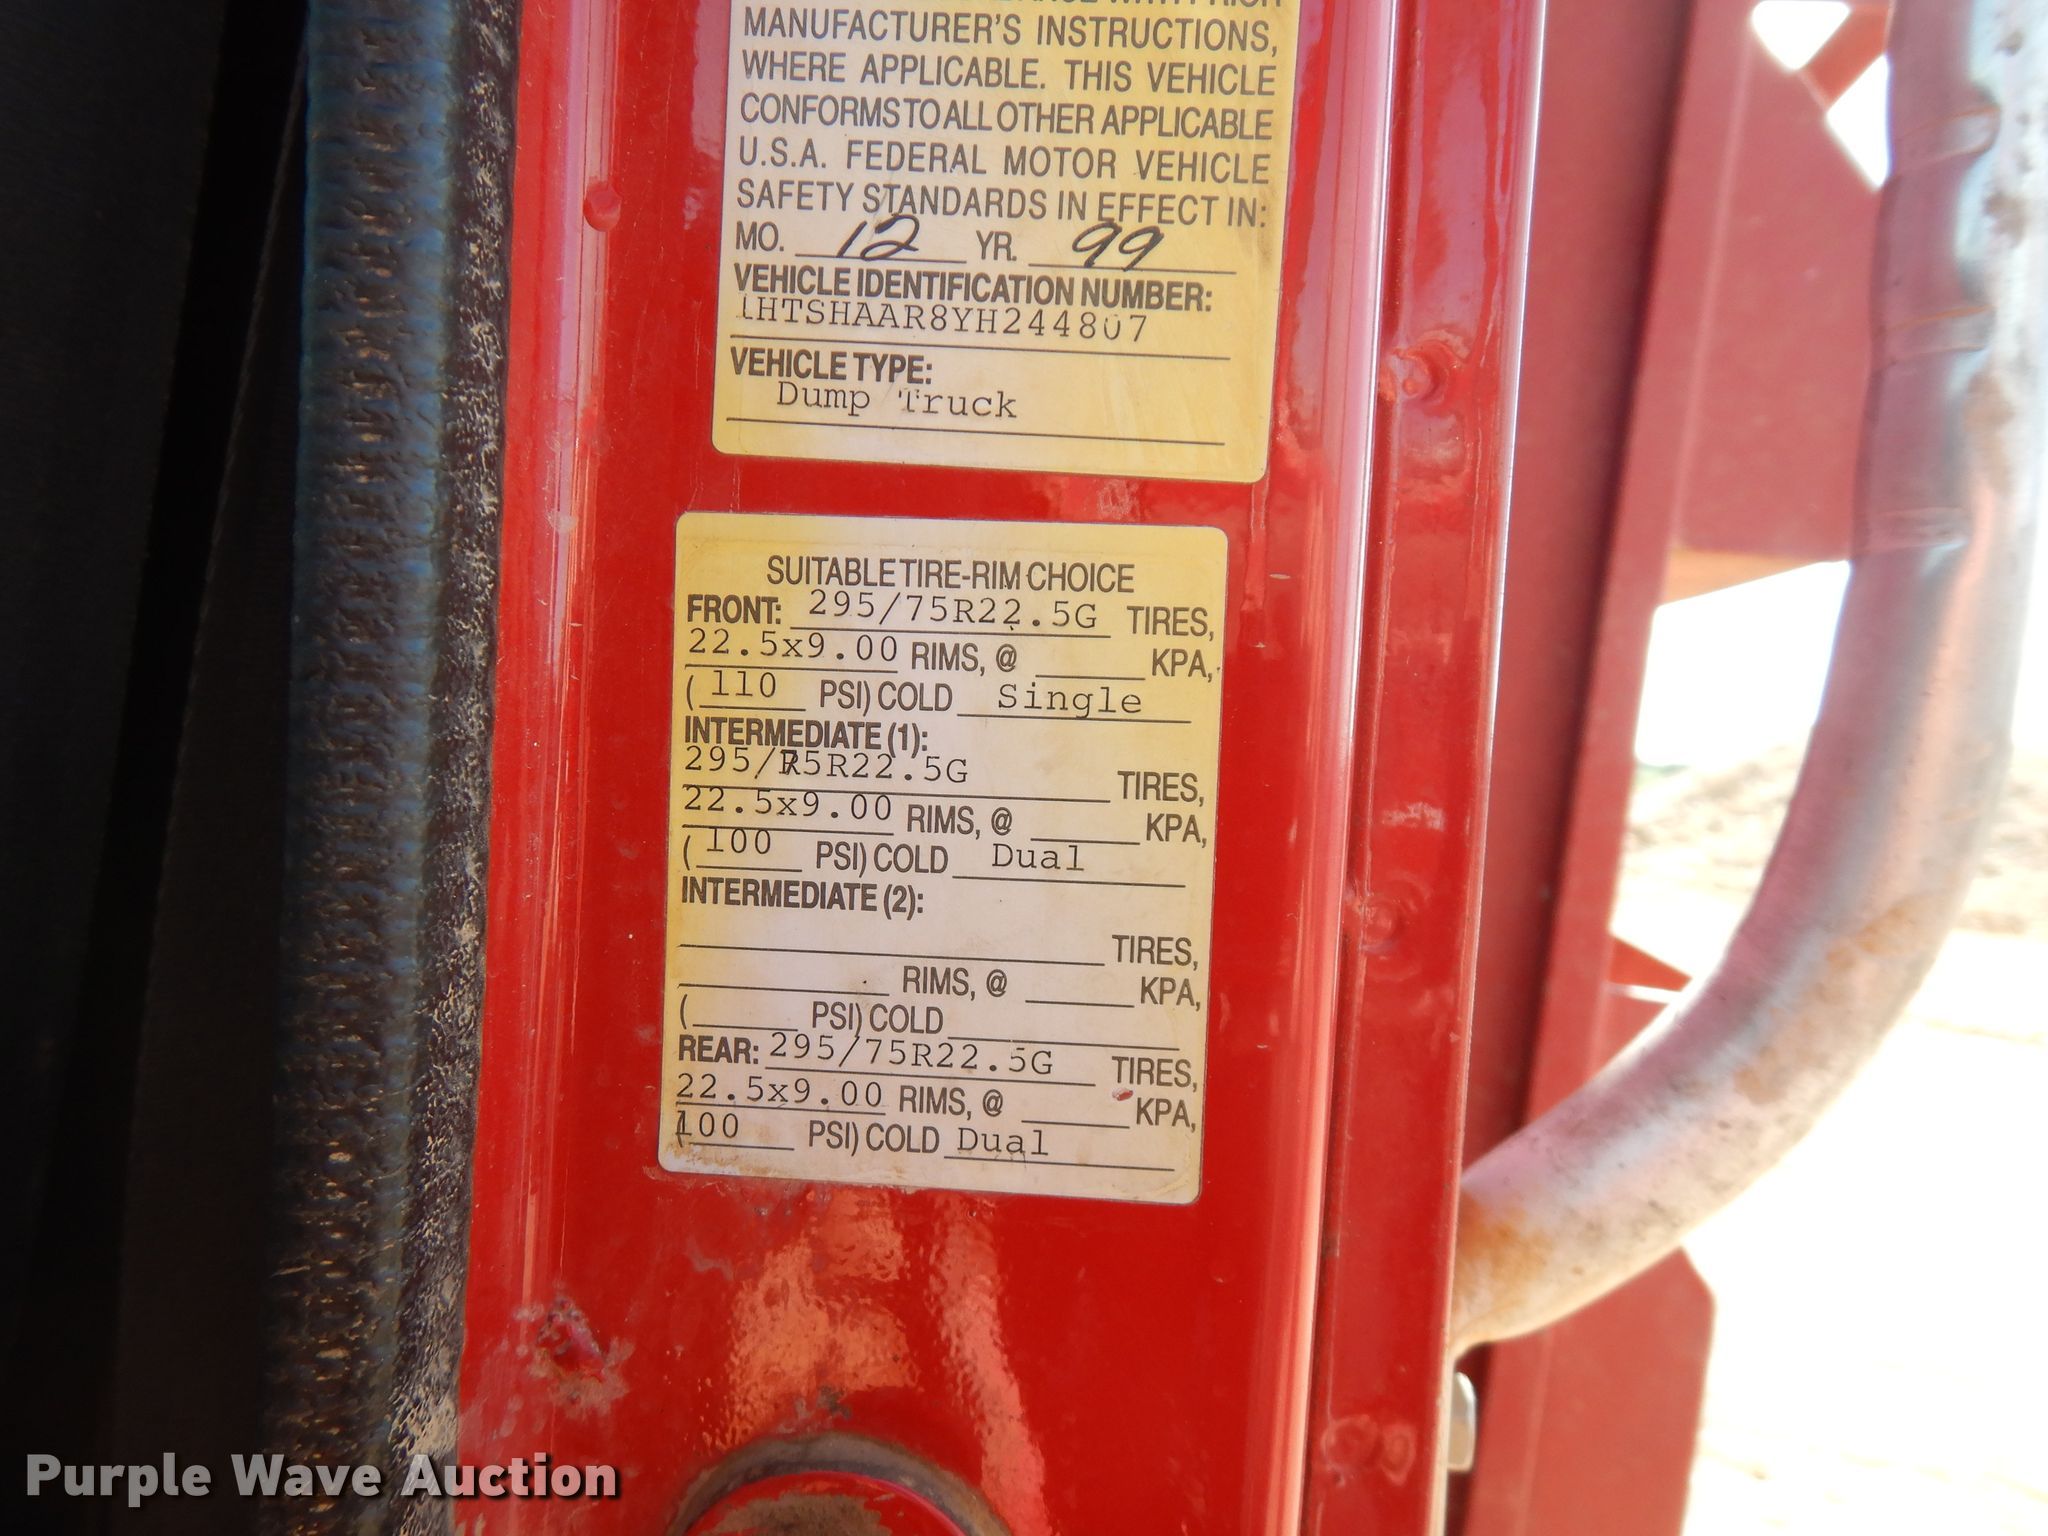 MANUFACTURER'S INSTRUCTIONS,
WHERE APPLICABLE. THIS VEHICLE
CONFORMS TO ALL OTHER APPLICABLE
U.S.A. FEDERAL MOTOR VEHICLE
SAFETY STANDARDS IN EFFECT IN:
MO. 12 YR. 99
VEHICLE IDENTIFICATION NUMBER:
1HTSHAAR8YH244807
VEHICLE TYPE:
Dump Truck
SUITABLE TIRE-RIM CHOICE
FRONT: 295/75R22.5G TIRES,
22.5x9.00 RIMS, @ KPA,
(110 PSI) COLD Single
INTERMEDIATE (1):
295/75R22.5G TIRES,
22.5x9.00 RIMS, @ KPA,
(100 PSI) COLD Dual
INTERMEDIATE (2):
TIRES,
RIMS, @ KPA,
( PSI) COLD
REAR: 295/75R22.5G TIRES,
22.5x9.00 RIMS, @ KPA,
(100 PSI) COLD Dual
Purple Wave Auction